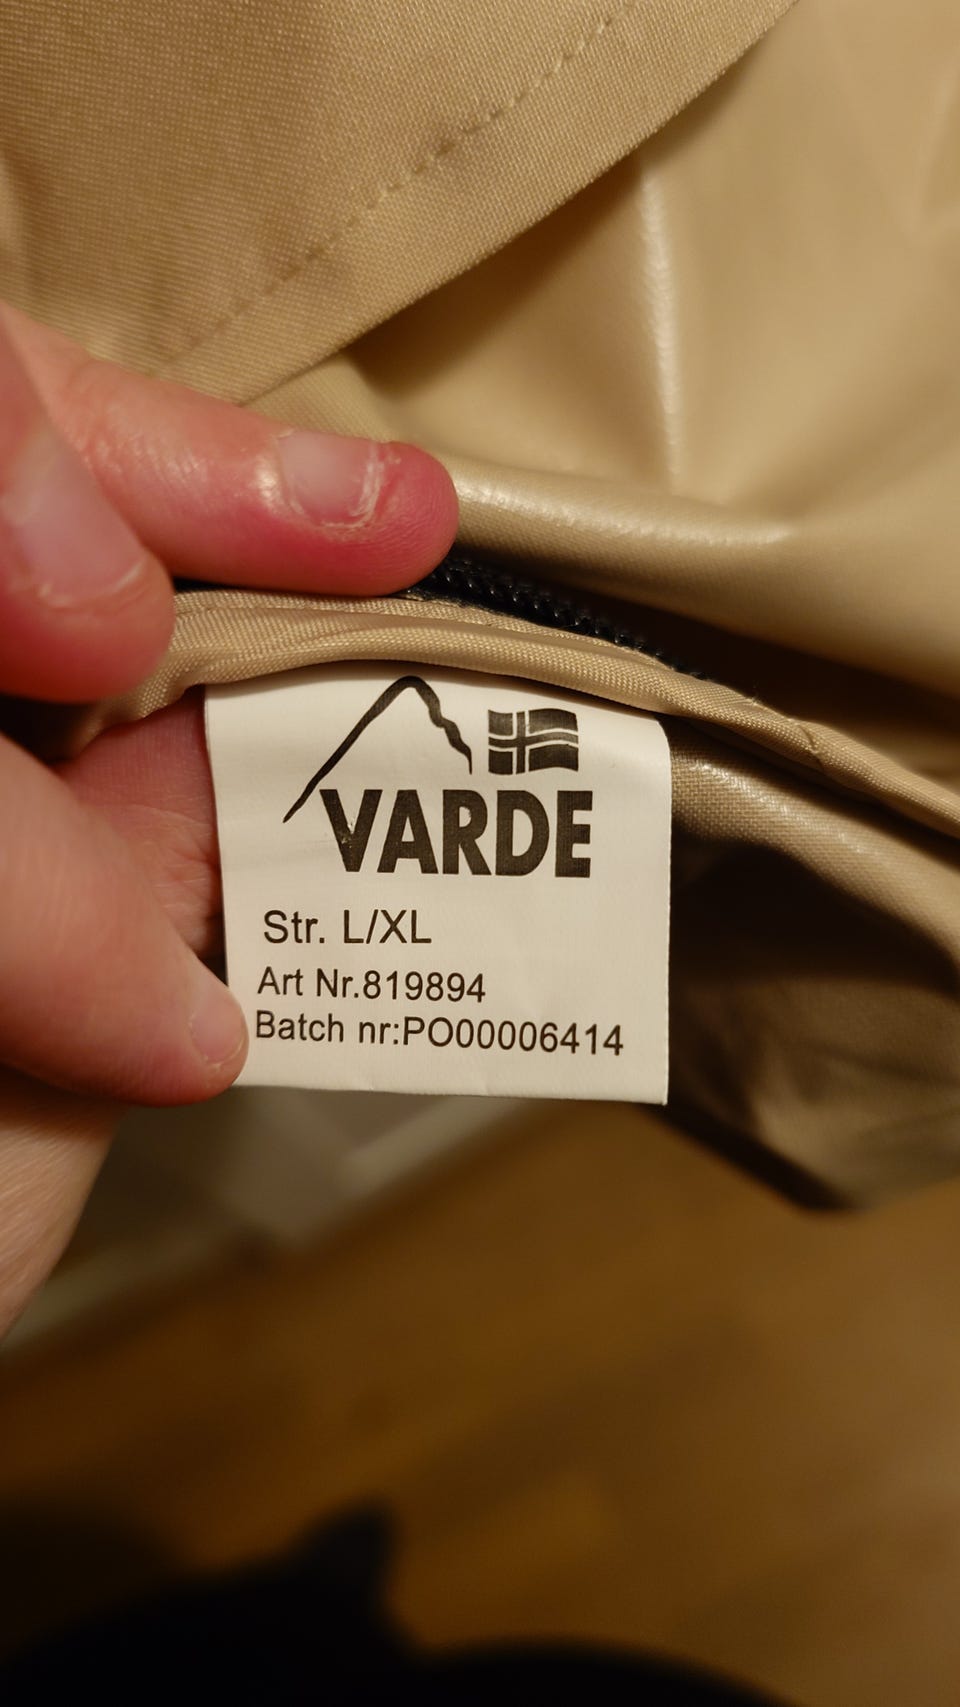 VARDE
Str. L/XL
Art Nr.819894
Batch nr:PO00006414